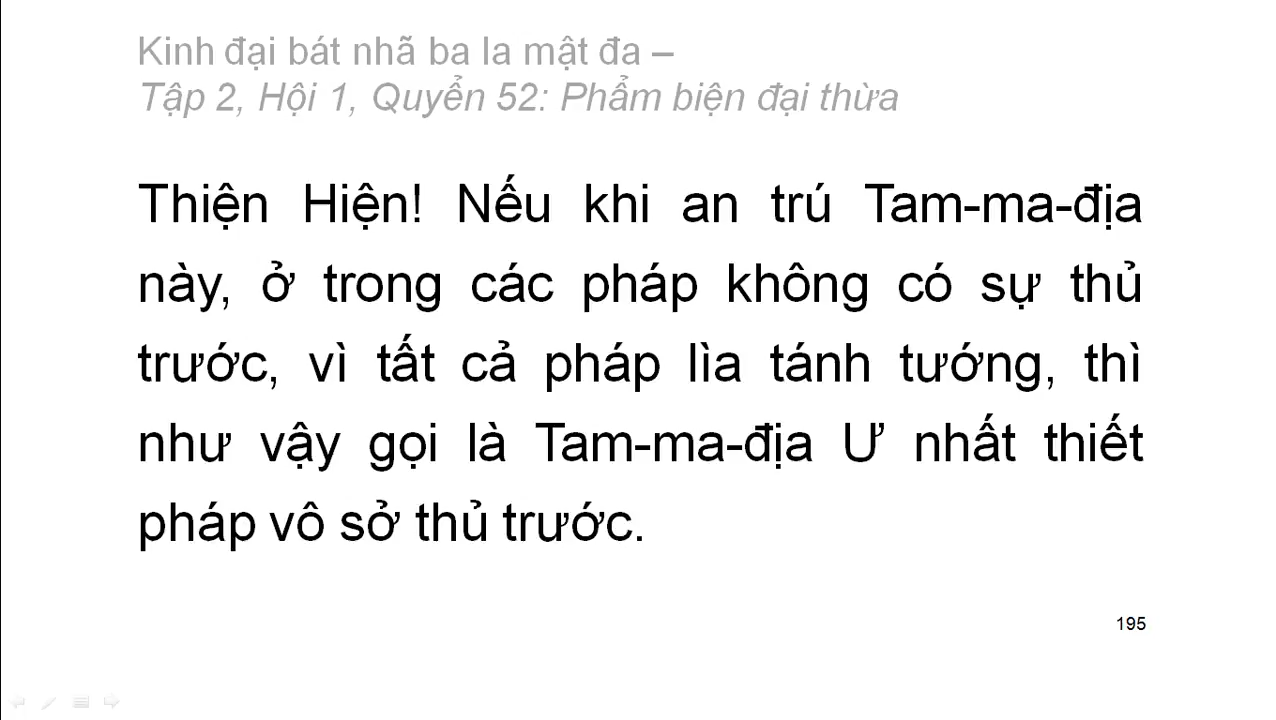 Kinh đại bát nhã ba la mật đa –
Tập 2, Hội 1, Quyển 52: Phẩm biện đại thừa
Thiện Hiện! Nếu khi an trú Tam-ma-địa
này, ở trong các pháp không có sự thủ
trước, vì tất cả pháp lìa tánh tướng, thì
như vậy gọi là Tam-ma-địa Ư nhất thiết
pháp vô sở thủ trước.
195